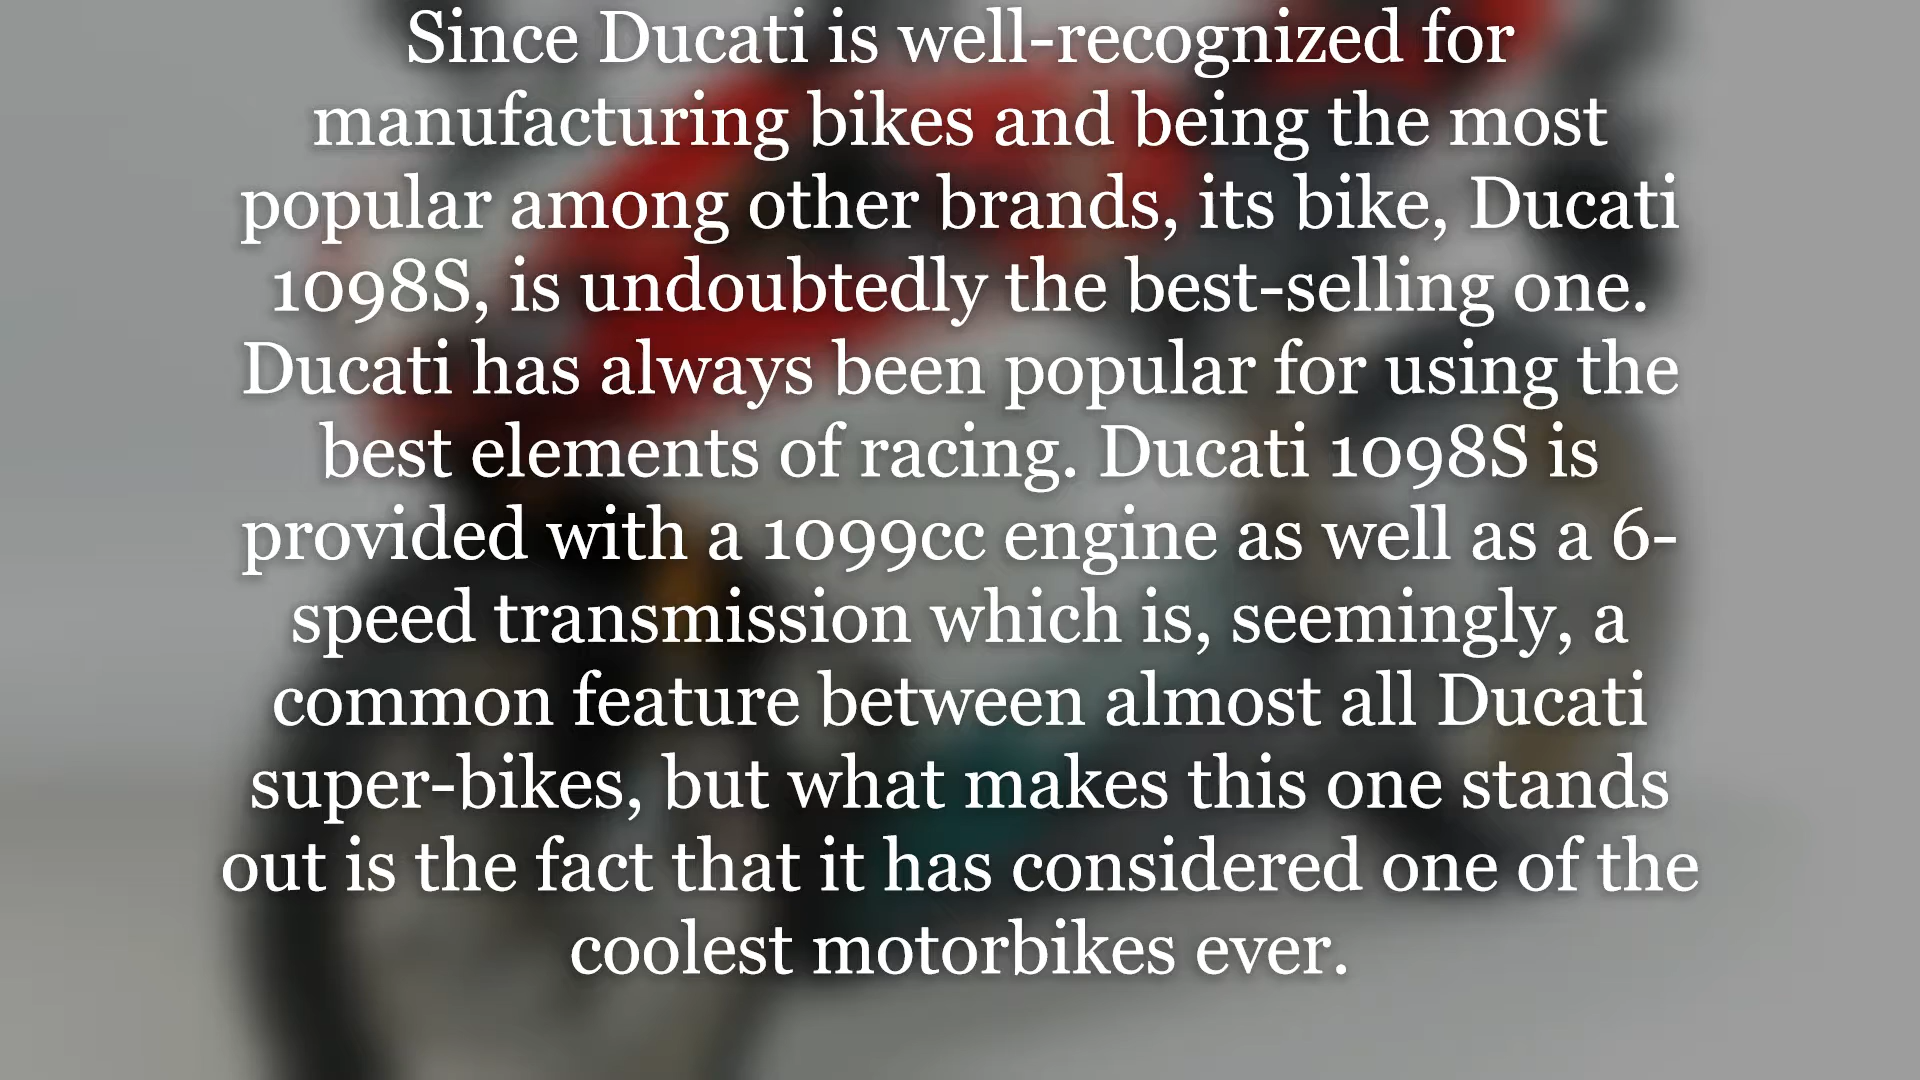 Since Ducati is well-recognized for
manufacturing bikes and being the most
popular among other brands, its bike, Ducati
1098S, is undoubtedly the best-selling one.
Ducati has always been popular for using the
best elements of racing. Ducati 1098S is
provided with a 1099cc engine as well as a 6-
speed transmission which is, seemingly, a
common feature between almost all Ducati
super-bikes, but what makes this one stands
out is the fact that it has considered one of the
coolest motorbikes ever.